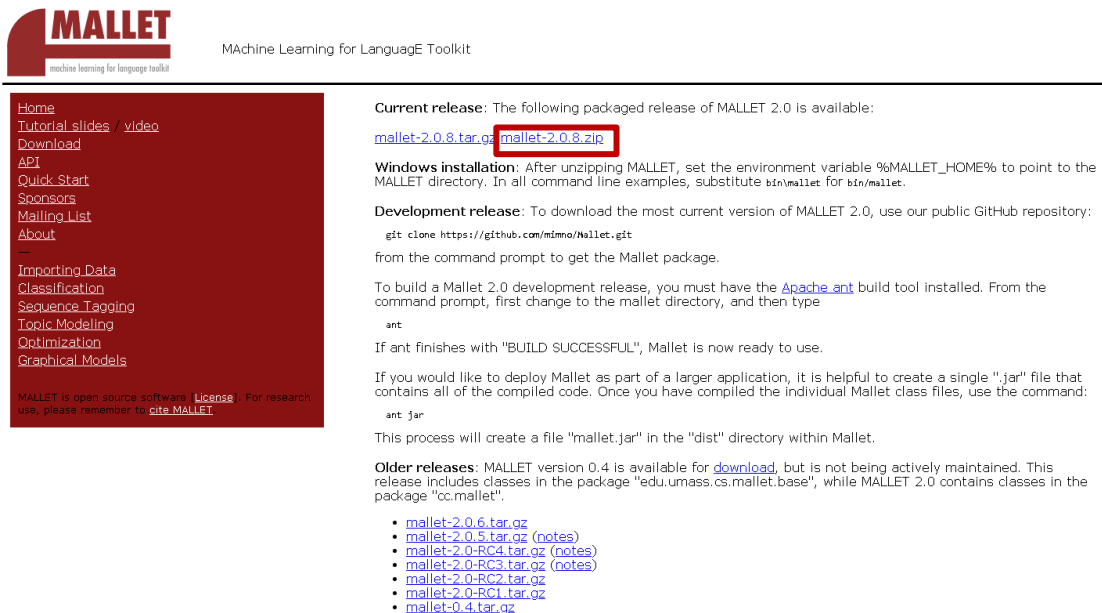 MALLET
machine learning for language toolkit
MAchine Learning for LanguagE Toolkit
Home
Tutorial slides / video
Download
API
Quick Start
Sponsors
Mailing List
About
—
Importing Data
Classification
Sequence Tagging
Topic Modeling
Optimization
Graphical Models
MALLET is open source software [License]. For research
use, please remember to cite MALLET.
Current release: The following packaged release of MALLET 2.0 is available:
mallet-2.0.8.tar.gz mallet-2.0.8.zip
Windows installation: After unzipping MALLET, set the environment variable %MALLET_HOME% to point to the
MALLET directory. In all command line examples, substitute bin\mallet for bin/mallet.
Development release: To download the most current version of MALLET 2.0, use our public GitHub repository:
git clone https://github.com/mimno/Mallet.git
from the command prompt to get the Mallet package.
To build a Mallet 2.0 development release, you must have the Apache ant build tool installed. From the
command prompt, first change to the mallet directory, and then type
ant
If ant finishes with "BUILD SUCCESSFUL", Mallet is now ready to use.
If you would like to deploy Mallet as part of a larger application, it is helpful to create a single ".jar" file that
contains all of the compiled code. Once you have compiled the individual Mallet class files, use the command:
ant jar
This process will create a file "mallet.jar" in the "dist" directory within Mallet.
Older releases: MALLET version 0.4 is available for download, but is not being actively maintained. This
release includes classes in the package "edu.umass.cs.mallet.base", while MALLET 2.0 contains classes in the
package "cc.mallet".
• mallet-2.0.6.tar.gz
• mallet-2.0.5.tar.gz (notes)
• mallet-2.0-RC4.tar.gz (notes)
• mallet-2.0-RC3.tar.gz (notes)
• mallet-2.0-RC2.tar.gz
• mallet-2.0-RC1.tar.gz
• mallet-0.4.tar.gz